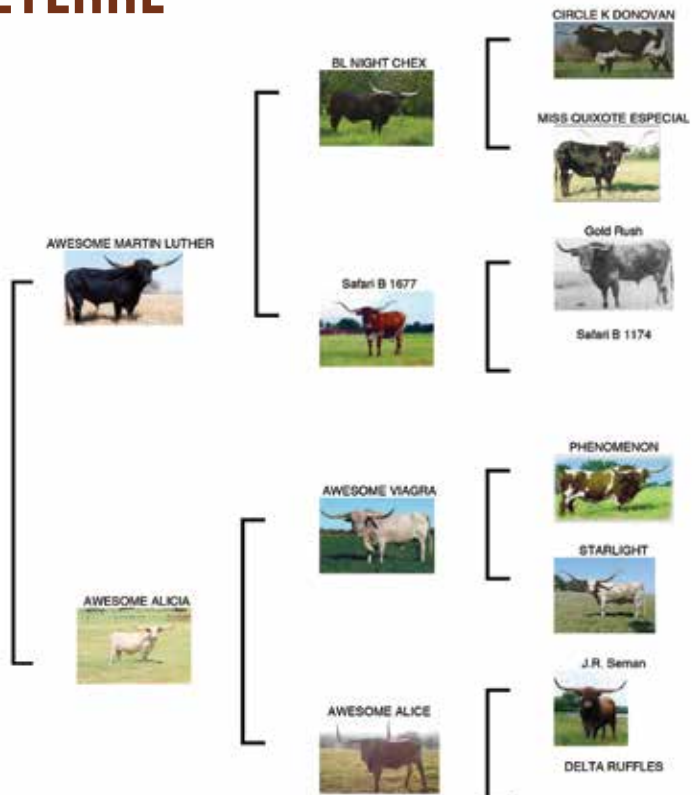 CIRCLE K DONOVAN
BL NIGHT CHEX
MISS QUIXOTE ESPECIAL
AWESOME MARTIN LUTHER
Gold Rush
Safari B 1677
Safari B 1174
PHENOMENON
AWESOME VIAGRA
STARLIGHT
AWESOME ALICIA
J.R. Seman
AWESOME ALICE
DELTA RUFFLES